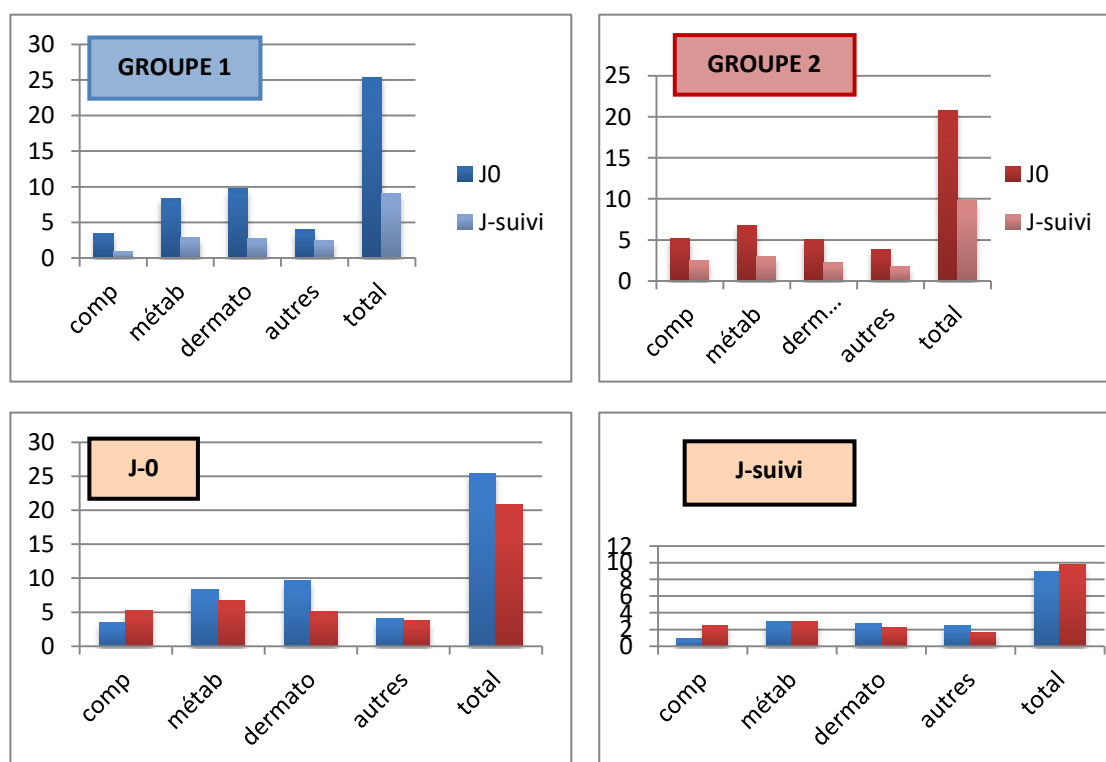 GROUPE 1
30
25
20
15
10
5
0
comp
métab
dermato
autres
total
J0
J-suivi
GROUPE 2
25
20
15
10
5
0
comp
métab
derm...
autres
total
J0
J-suivi
J-0
30
25
20
15
10
5
0
comp
métab
dermato
autres
total
J-suivi
12
10
8
6
4
2
0
comp
métab
dermato
autres
total